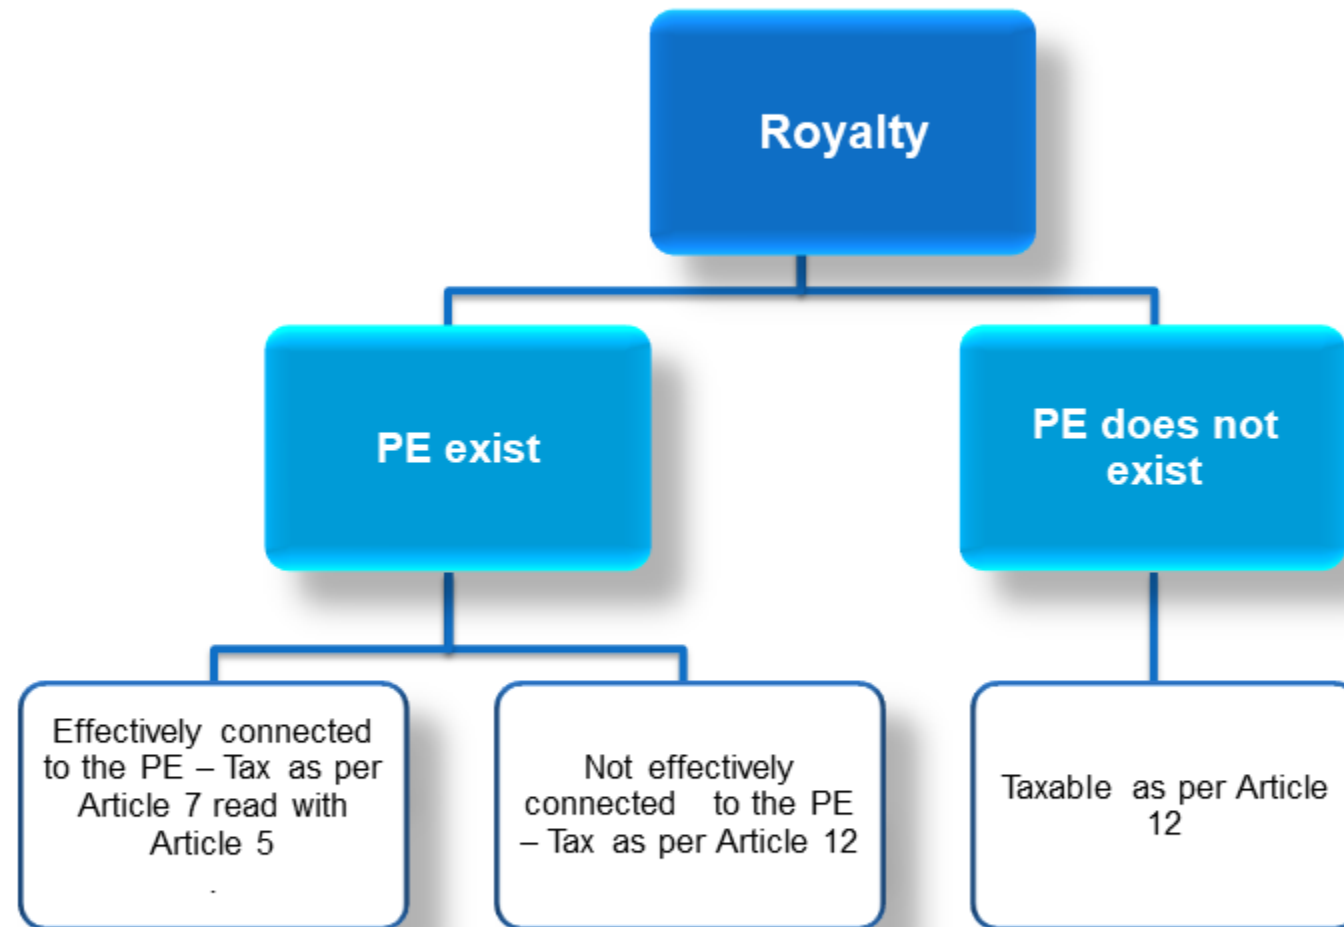 Royalty
PE exist
PE does not
exist
Effectively connected
to the PE – Tax as per
Article 7 read with
Article 5
.
Not effectively
connected to the PE
– Tax as per Article 12
Taxable as per Article
12